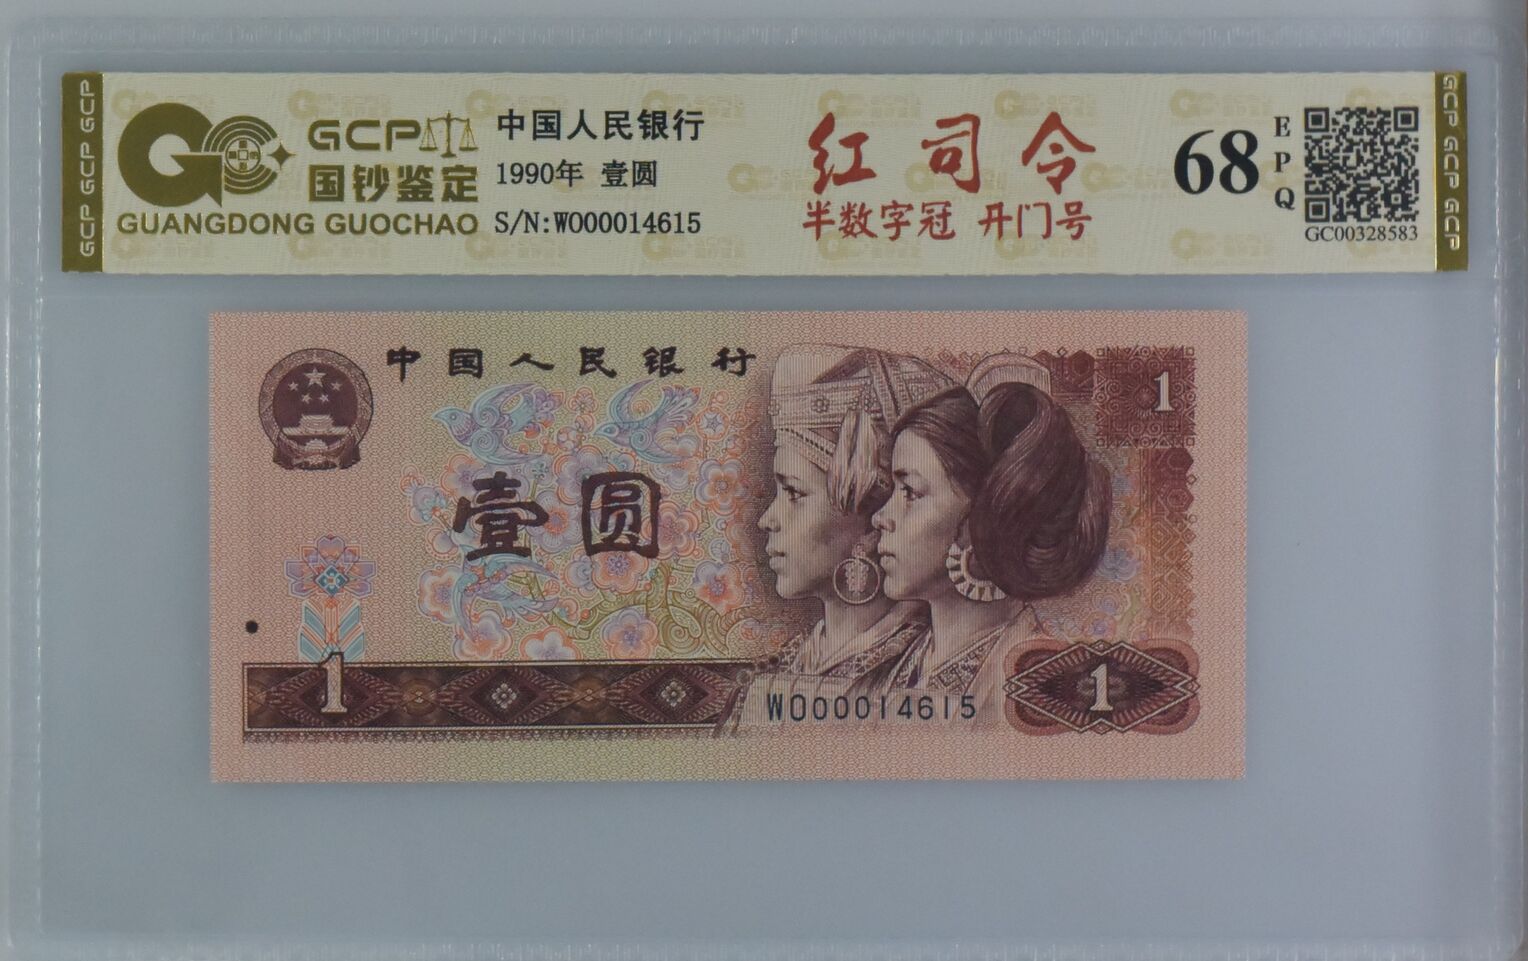 GCP GCP GCP
GCP
国钞鉴定
GUANGDONG GUOCHAO
中国人民银行
1990年 壹圆
S/N:W000014615
红司令
半数字冠 开门号
68
EPQ
GC00328583
GCP GCP GCP
中国人民银行
1
壹圆
1
W000014615
1